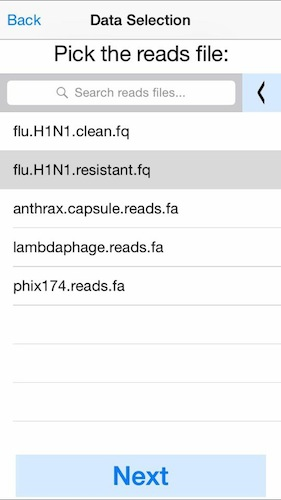 Back Data Selection
Pick the reads file:
Search reads files...
flu.H1N1.clean.fq
flu.H1N1.resistant.fq
anthrax.capsule.reads.fa
lambdaphage.reads.fa
phix174.reads.fa
Next